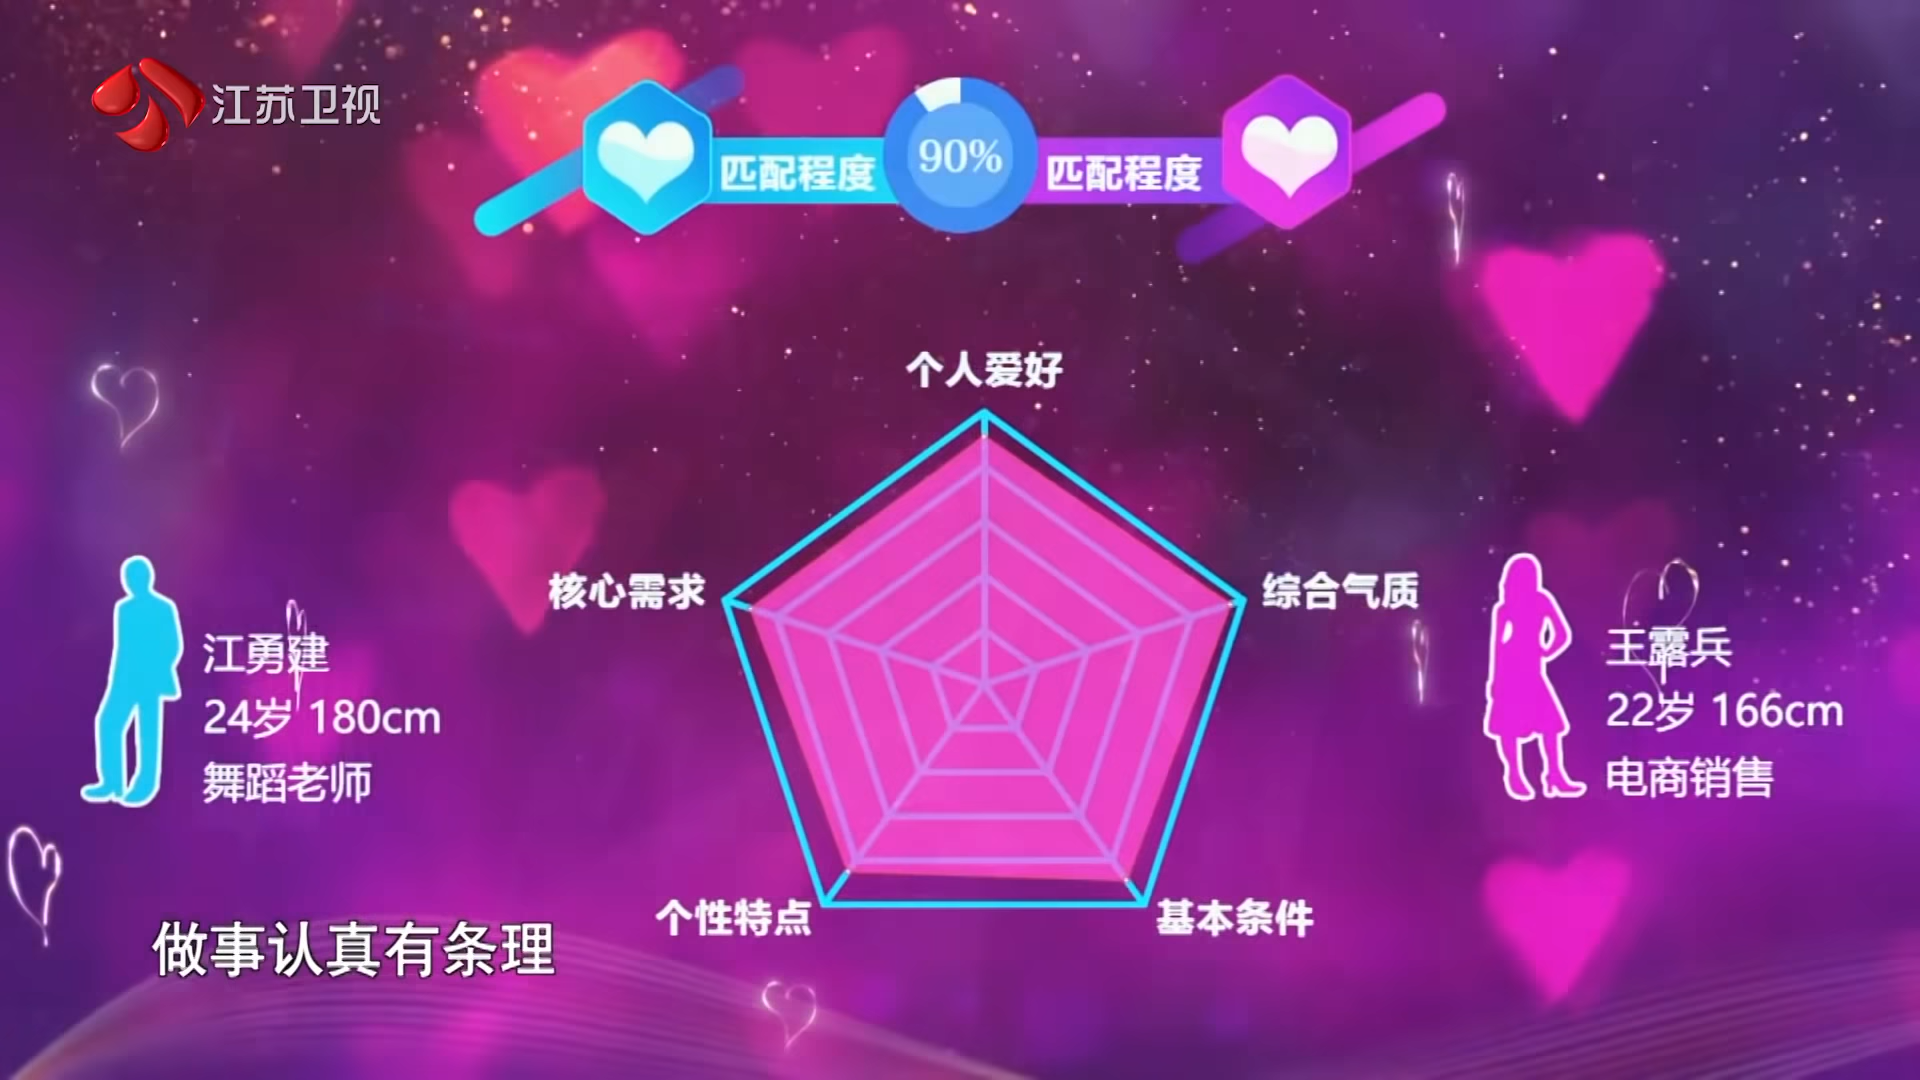 江苏卫视
匹配程度
90%
匹配程度
个人爱好
核心需求
综合气质
江勇建
24岁 180cm
舞蹈老师
王露兵
22岁 166cm
电商销售
个性特点
基本条件
做事认真有条理